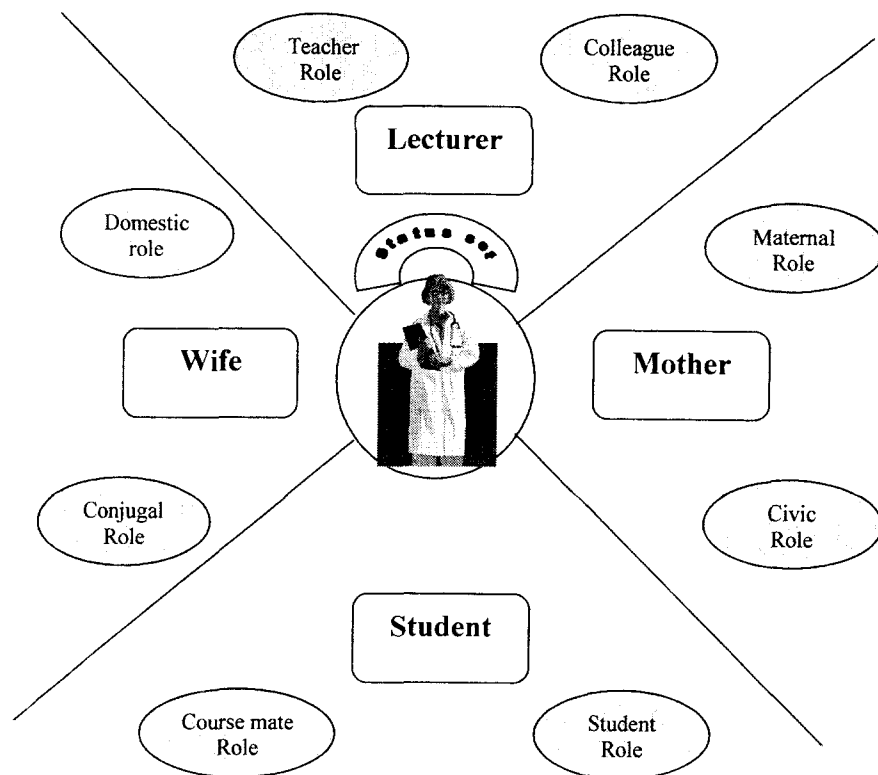 Teacher
Role
Colleague
Role
Lecturer
Status set
Domestic
role
Maternal
Role
Wife
Mother
Conjugal
Role
Civic
Role
Student
Course mate
Role
Student
Role